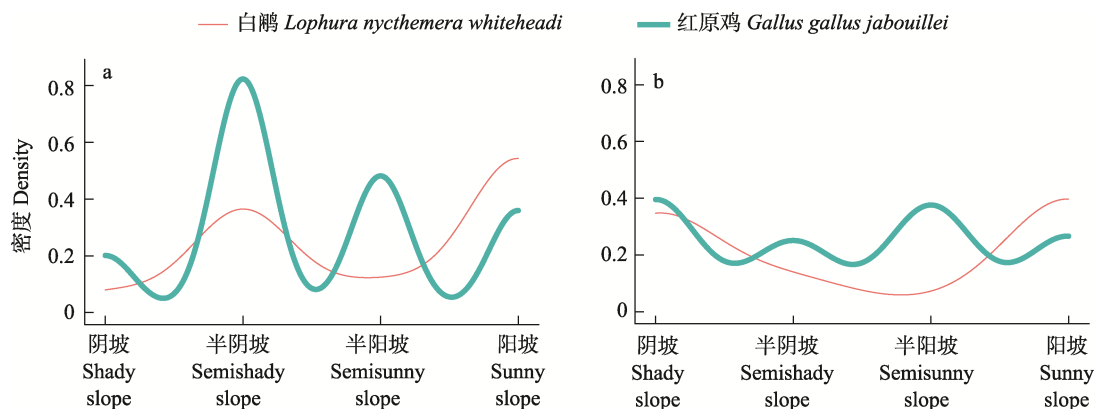 白鹇 Lophura nycthemera whiteheadi
红原鸡 Gallus gallus jabouillei
a
密度 Density
0.8
0.6
0.4
0.2
0
阴坡
Shady
slope
半阴坡
Semishady
slope
半阳坡
Semisunny
slope
阳坡
Sunny
slope
b
0.8
0.6
0.4
0.2
0
阴坡
Shady
slope
半阴坡
Semishady
slope
半阳坡
Semisunny
slope
阳坡
Sunny
slope